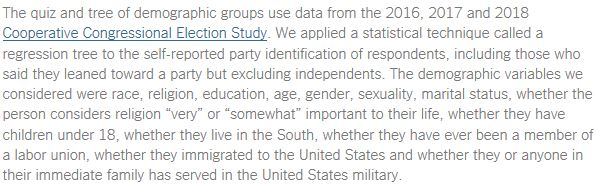 The quiz and tree of demographic groups use data from the 2016, 2017 and 2018
Cooperative Congressional Election Study. We applied a statistical technique called a
regression tree to the self-reported party identification of respondents, including those who
said they leaned toward a party but excluding independents. The demographic variables we
considered were race, religion, education, age, gender, sexuality, marital status, whether the
person considers religion “very” or “somewhat” important to their life, whether they have
children under 18, whether they live in the South, whether they have ever been a member of
a labor union, whether they immigrated to the United States and whether they or anyone in
their immediate family has served in the United States military.